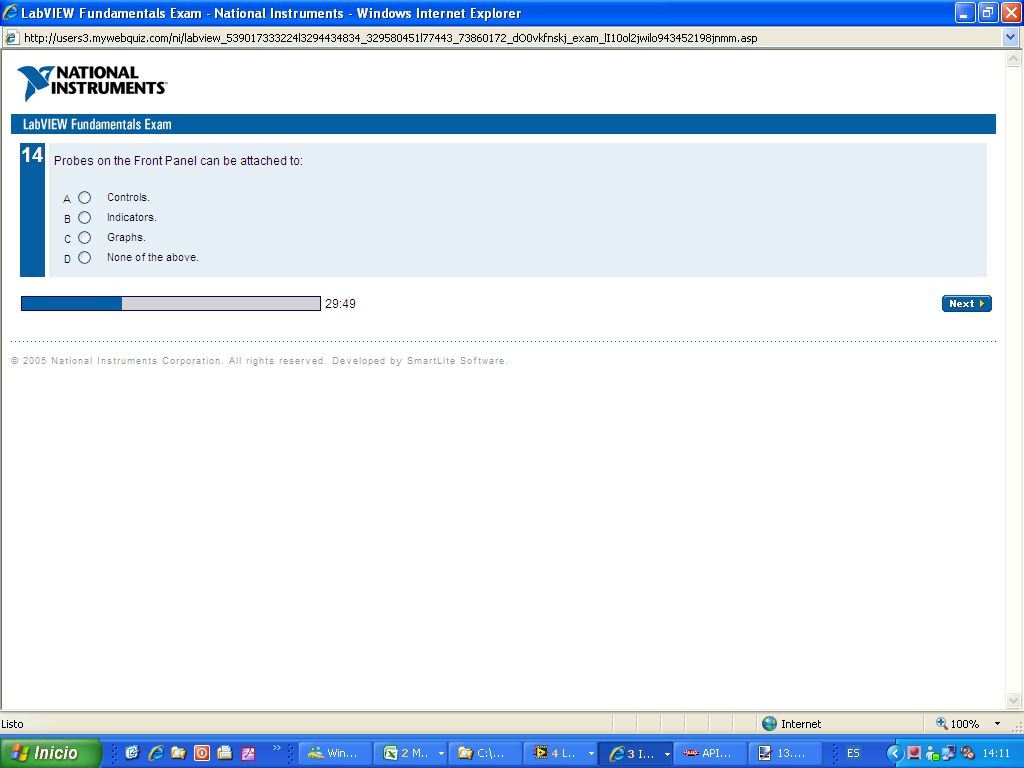 LabVIEW Fundamentals Exam - National Instruments - Windows Internet Explorer
http://users3.mywebquiz.com/ni/labview_539017333224l3294434834_329580451l77443_73860172_dO0vkfnskj_exam_lI10ol2jwilo943452198jnmm.asp
NATIONAL
INSTRUMENTS
LabVIEW Fundamentals Exam
14 Probes on the Front Panel can be attached to:
A Controls.
B Indicators.
C Graphs.
D None of the above.
29:49 Next
© 2005 National Instruments Corporation. All rights reserved. Developed by SmartLite Software.
Listo Internet 100%
Inicio Win... 2 M... C:\... 4 L... 3 I... API... 13.... ES 14:11